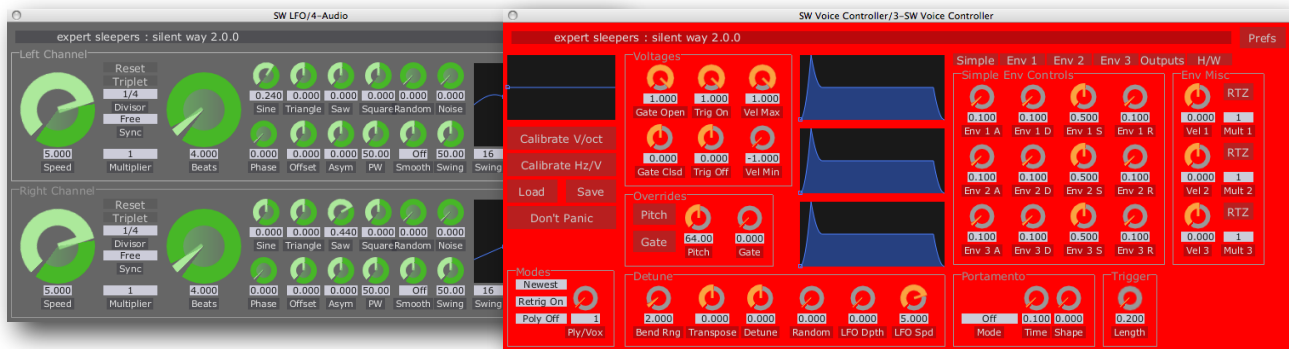 SW LFO/4-Audio
expert sleepers : silent way 2.0.0
Left Channel
Reset
Triplet
1/4
Divisor
Free
Sync
5.000
Speed
1
Multiplier
4.000
Beats
0.240 0.000 0.000 0.000 0.000 0.000
Sine Triangle Saw Square Random Noise
0.000 0.000 0.000 50.00 Off 50.00 16
Phase Offset Asym PW Smooth Swing Swing
Right Channel
Reset
Triplet
1/4
Divisor
Free
Sync
5.000
Speed
1
Multiplier
4.000
Beats
0.000 0.000 0.440 0.000 0.000 0.000
Sine Triangle Saw Square Random Noise
0.000 0.000 0.000 50.00 Off 50.00 16
Phase Offset Asym PW Smooth Swing Swing
SW Voice Controller/3-SW Voice Controller
expert sleepers : silent way 2.0.0
Prefs
Calibrate V/oct
Calibrate Hz/V
Load Save
Don't Panic
Voltages
1.000 1.000 1.000
Gate Open Trig On Vel Max
0.000 0.000 -1.000
Gate Clsd Trig Off Vel Min
Overrides
Pitch
Gate
64.00 0.000
Pitch Gate
Simple Env 1 Env 2 Env 3 Outputs H/W
Simple Env Controls
0.100 0.100 0.500 0.100
Env 1 A Env 1 D Env 1 S Env 1 R
0.100 0.100 0.500 0.100
Env 2 A Env 2 D Env 2 S Env 2 R
0.100 0.100 0.500 0.100
Env 3 A Env 3 D Env 3 S Env 3 R
Env Misc
RTZ
0.000 1
Vel 1 Mult 1
RTZ
0.000 1
Vel 2 Mult 2
RTZ
0.000 1
Vel 3 Mult 3
Modes
Newest
Retrig On
Poly Off 1
Ply/Vox
Detune
2.000 0.000 0.000 0.000 0.000 5.000
Bend Rng Transpose Detune Random LFO Dpth LFO Spd
Portamento
Off 0.100 0.000
Mode Time Shape
Trigger
0.200
Length